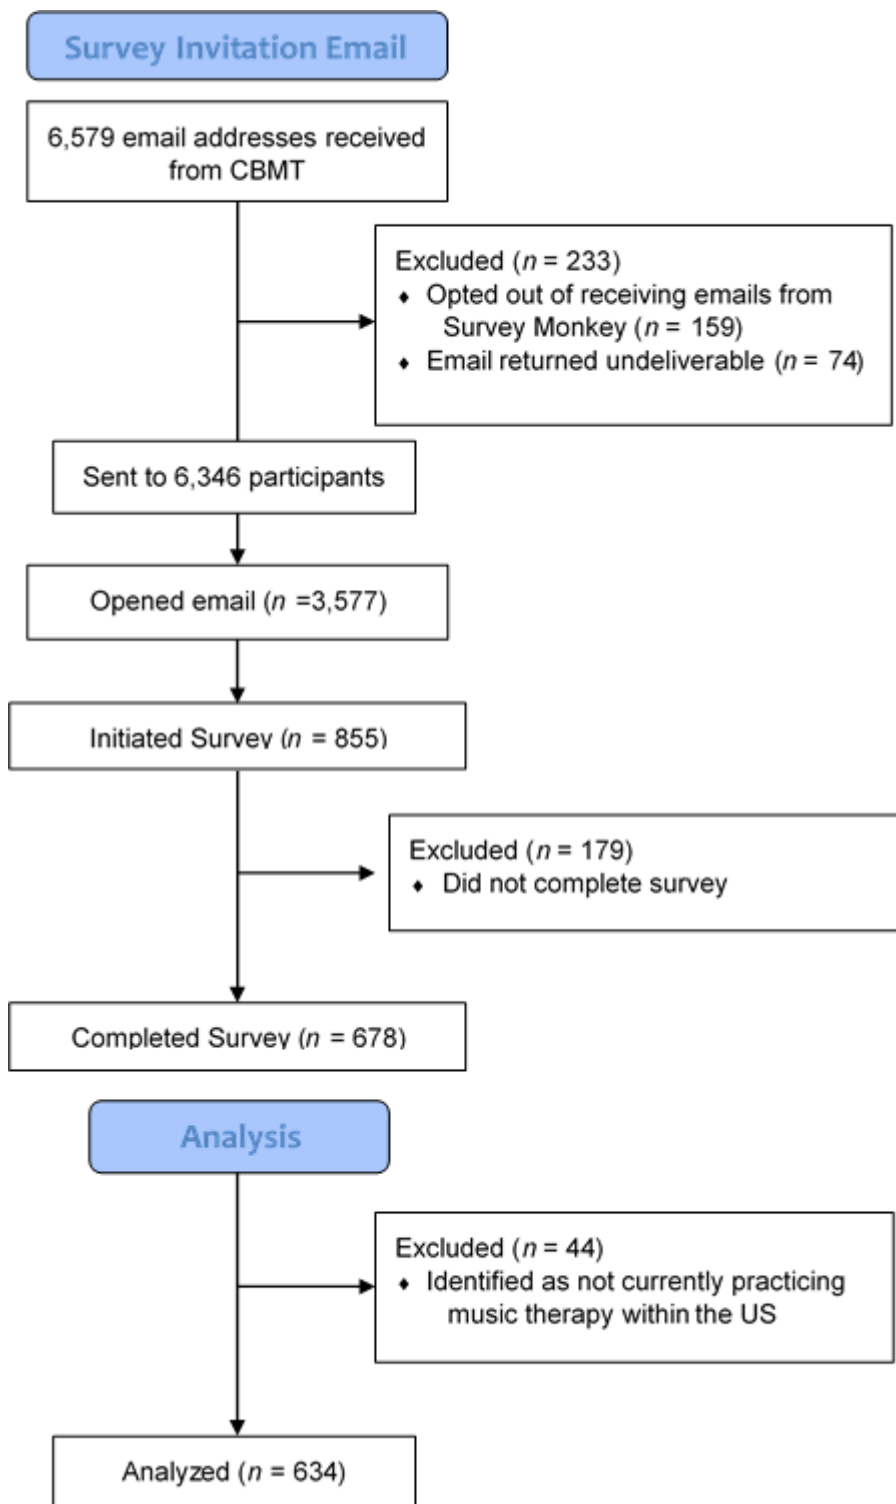 Survey Invitation Email
6,579 email addresses received
from CBMT
Excluded (n = 233)
♦ Opted out of receiving emails from
Survey Monkey (n = 159)
♦ Email returned undeliverable (n = 74)
Sent to 6,346 participants
Opened email (n =3,577)
Initiated Survey (n = 855)
Excluded (n = 179)
♦ Did not complete survey
Completed Survey (n = 678)
Analysis
Excluded (n = 44)
♦ Identified as not currently practicing
music therapy within the US
Analyzed (n = 634)